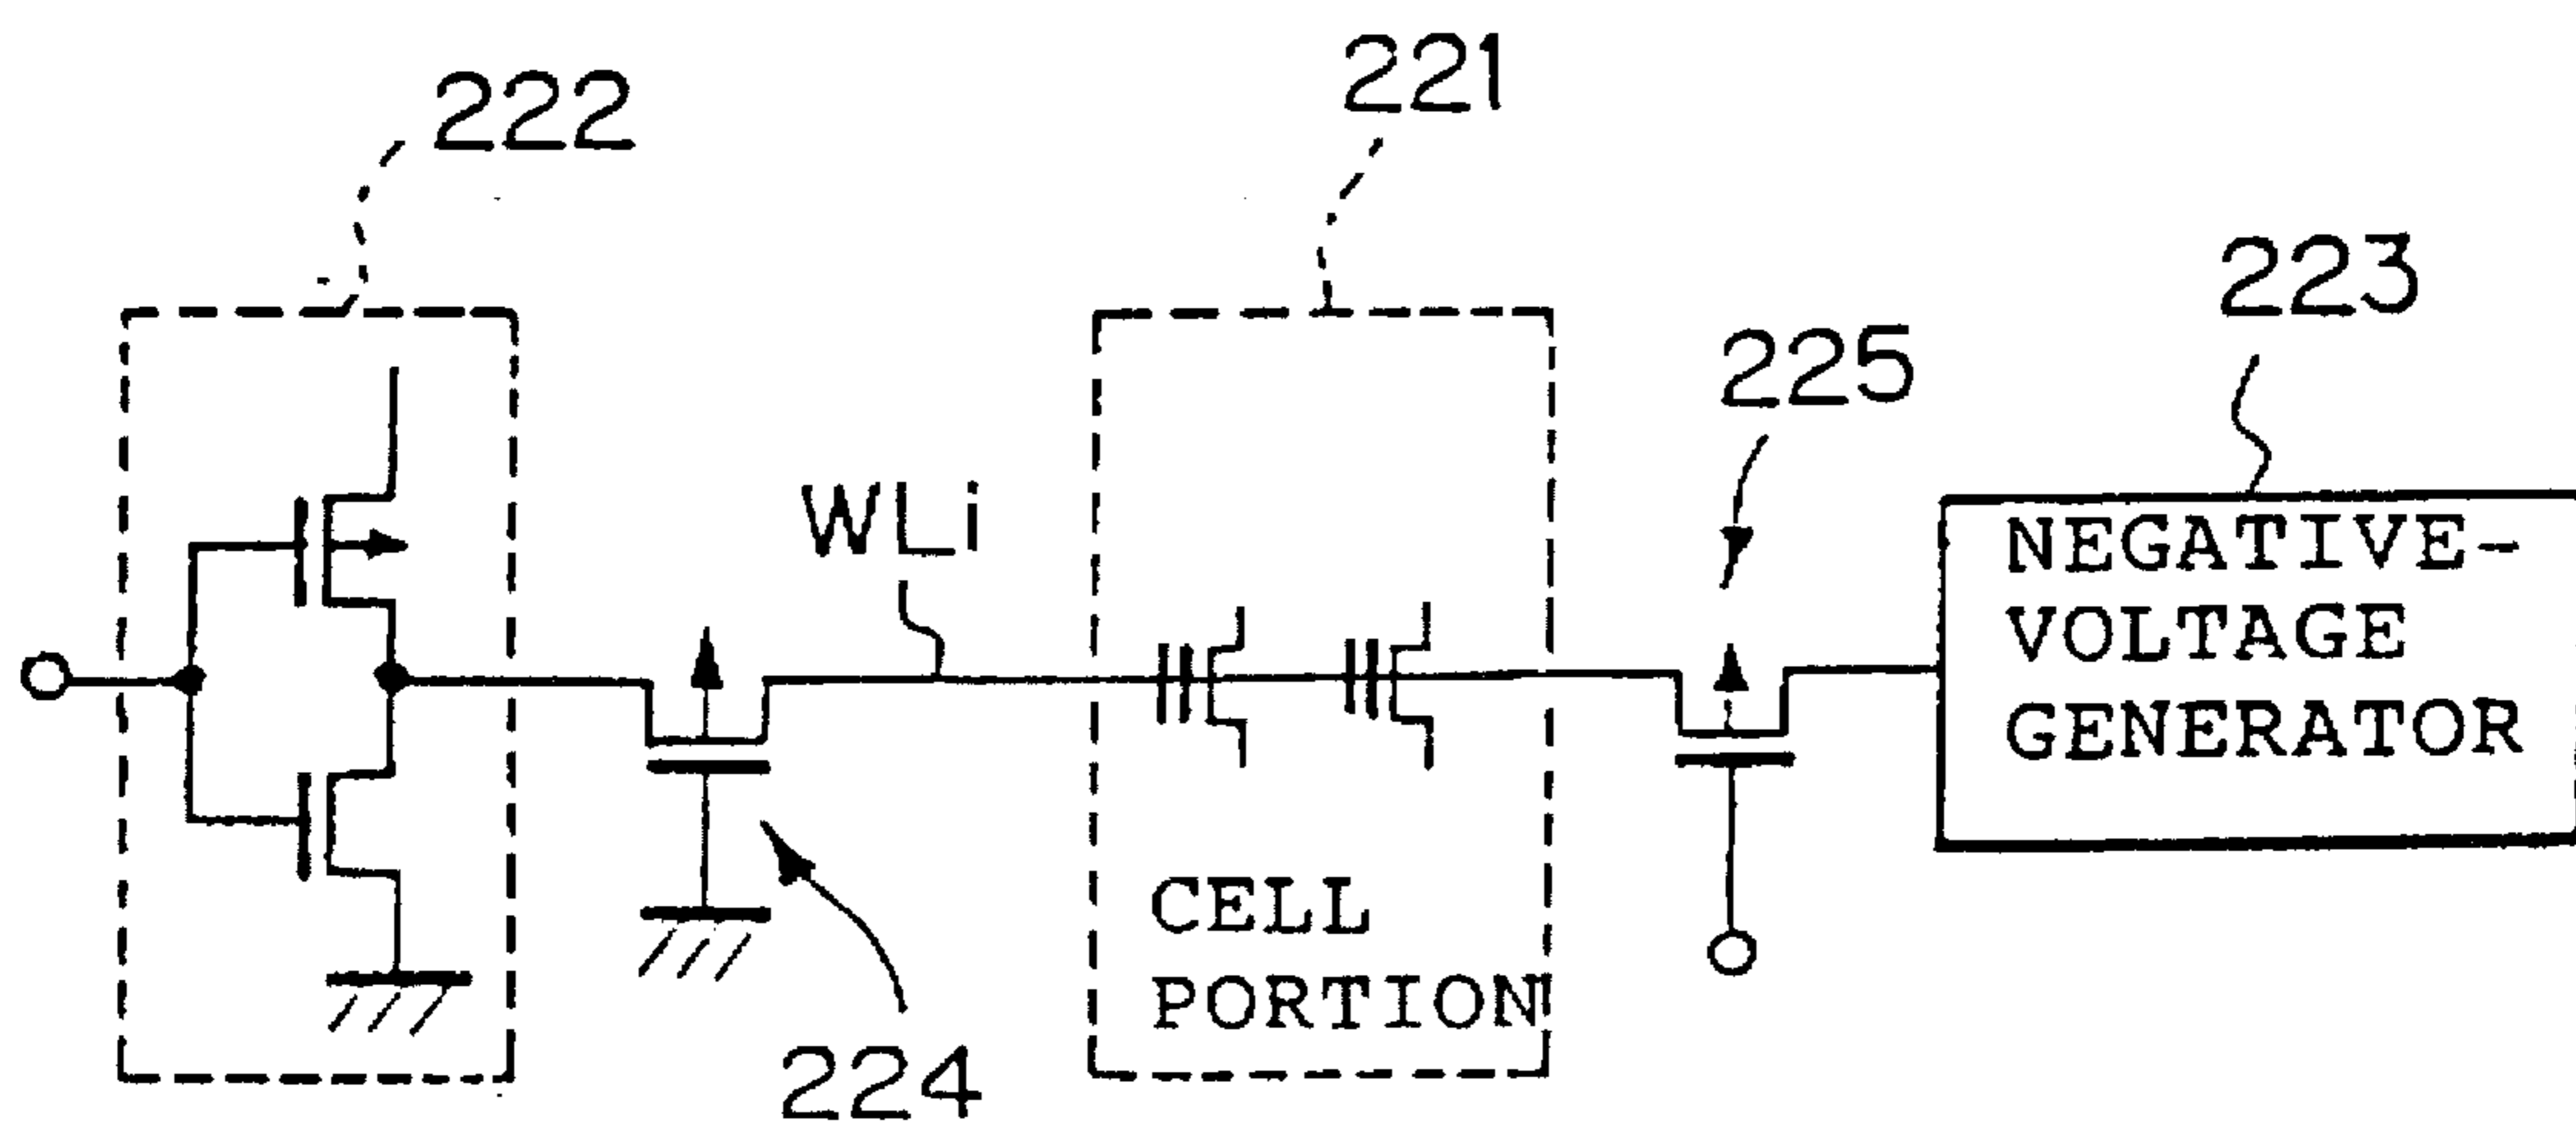 222
221
223
225
WLi
NEGATIVE-
VOLTAGE
GENERATOR
CELL
PORTION
224